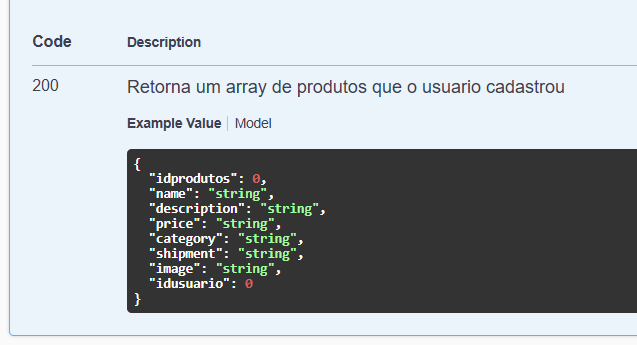 Code Description
200 Retorna um array de produtos que o usuario cadastrou
Example Value | Model
{
  "idprodutos": 0,
  "name": "string",
  "description": "string",
  "price": "string",
  "category": "string",
  "shipment": "string",
  "image": "string",
  "idusuario": 0
}